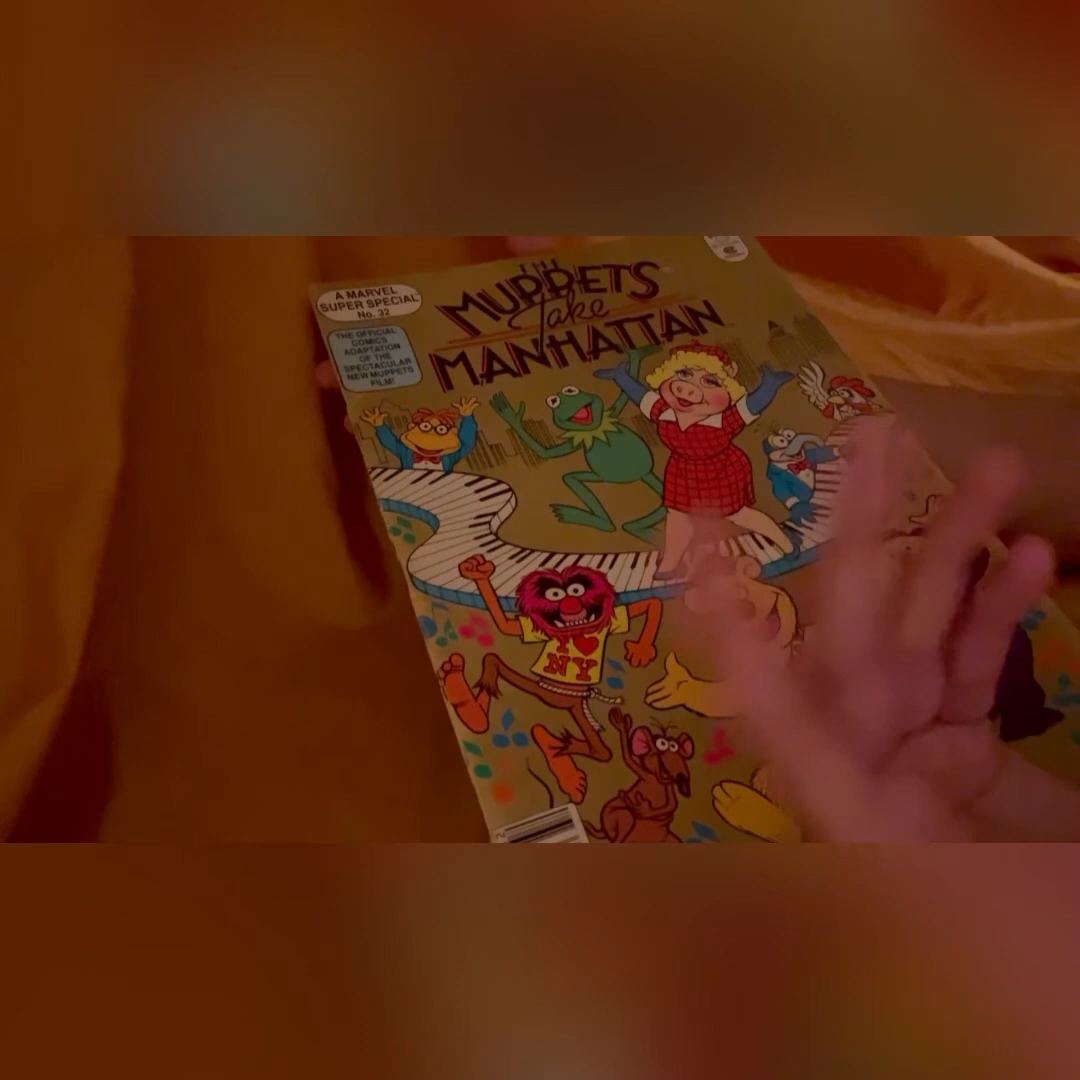 A MARVEL
SUPER SPECIAL
No. 32
THE OFFICIAL
COMICS
ADAPTATION
OF THE
SPECTACULAR
NEW MUPPETS
FILM!
THE
MUPPETS
Take
MANHATTAN
I ♥
NY